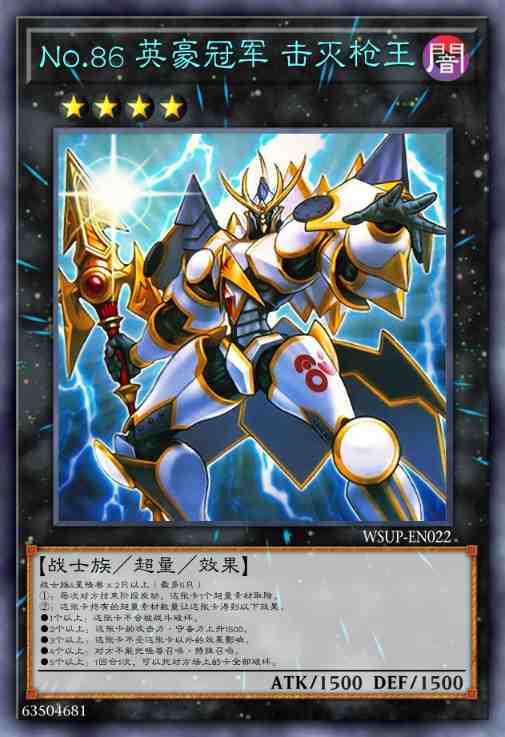 No.86 英豪冠军 击灭枪王
闇
WSUP-EN022
【战士族／超量／效果】
战士族4星怪兽×2只以上（最多5只）
①：每次对方结束阶段发动。这张卡1个超量素材取除。
②：这张卡持有的超量素材数量让这张卡得到以下效果。
●1个以上：这张卡不会被战斗破坏。
●2个以上：这张卡的攻击力·守备力上升1500。
●3个以上：这张卡不受这张卡以外的效果影响。
●4个以上：对方不能把怪兽召唤·特殊召唤。
●5个以上：1回合1次，可以把对方场上的卡全部破坏。
ATK/1500 DEF/1500
63504681